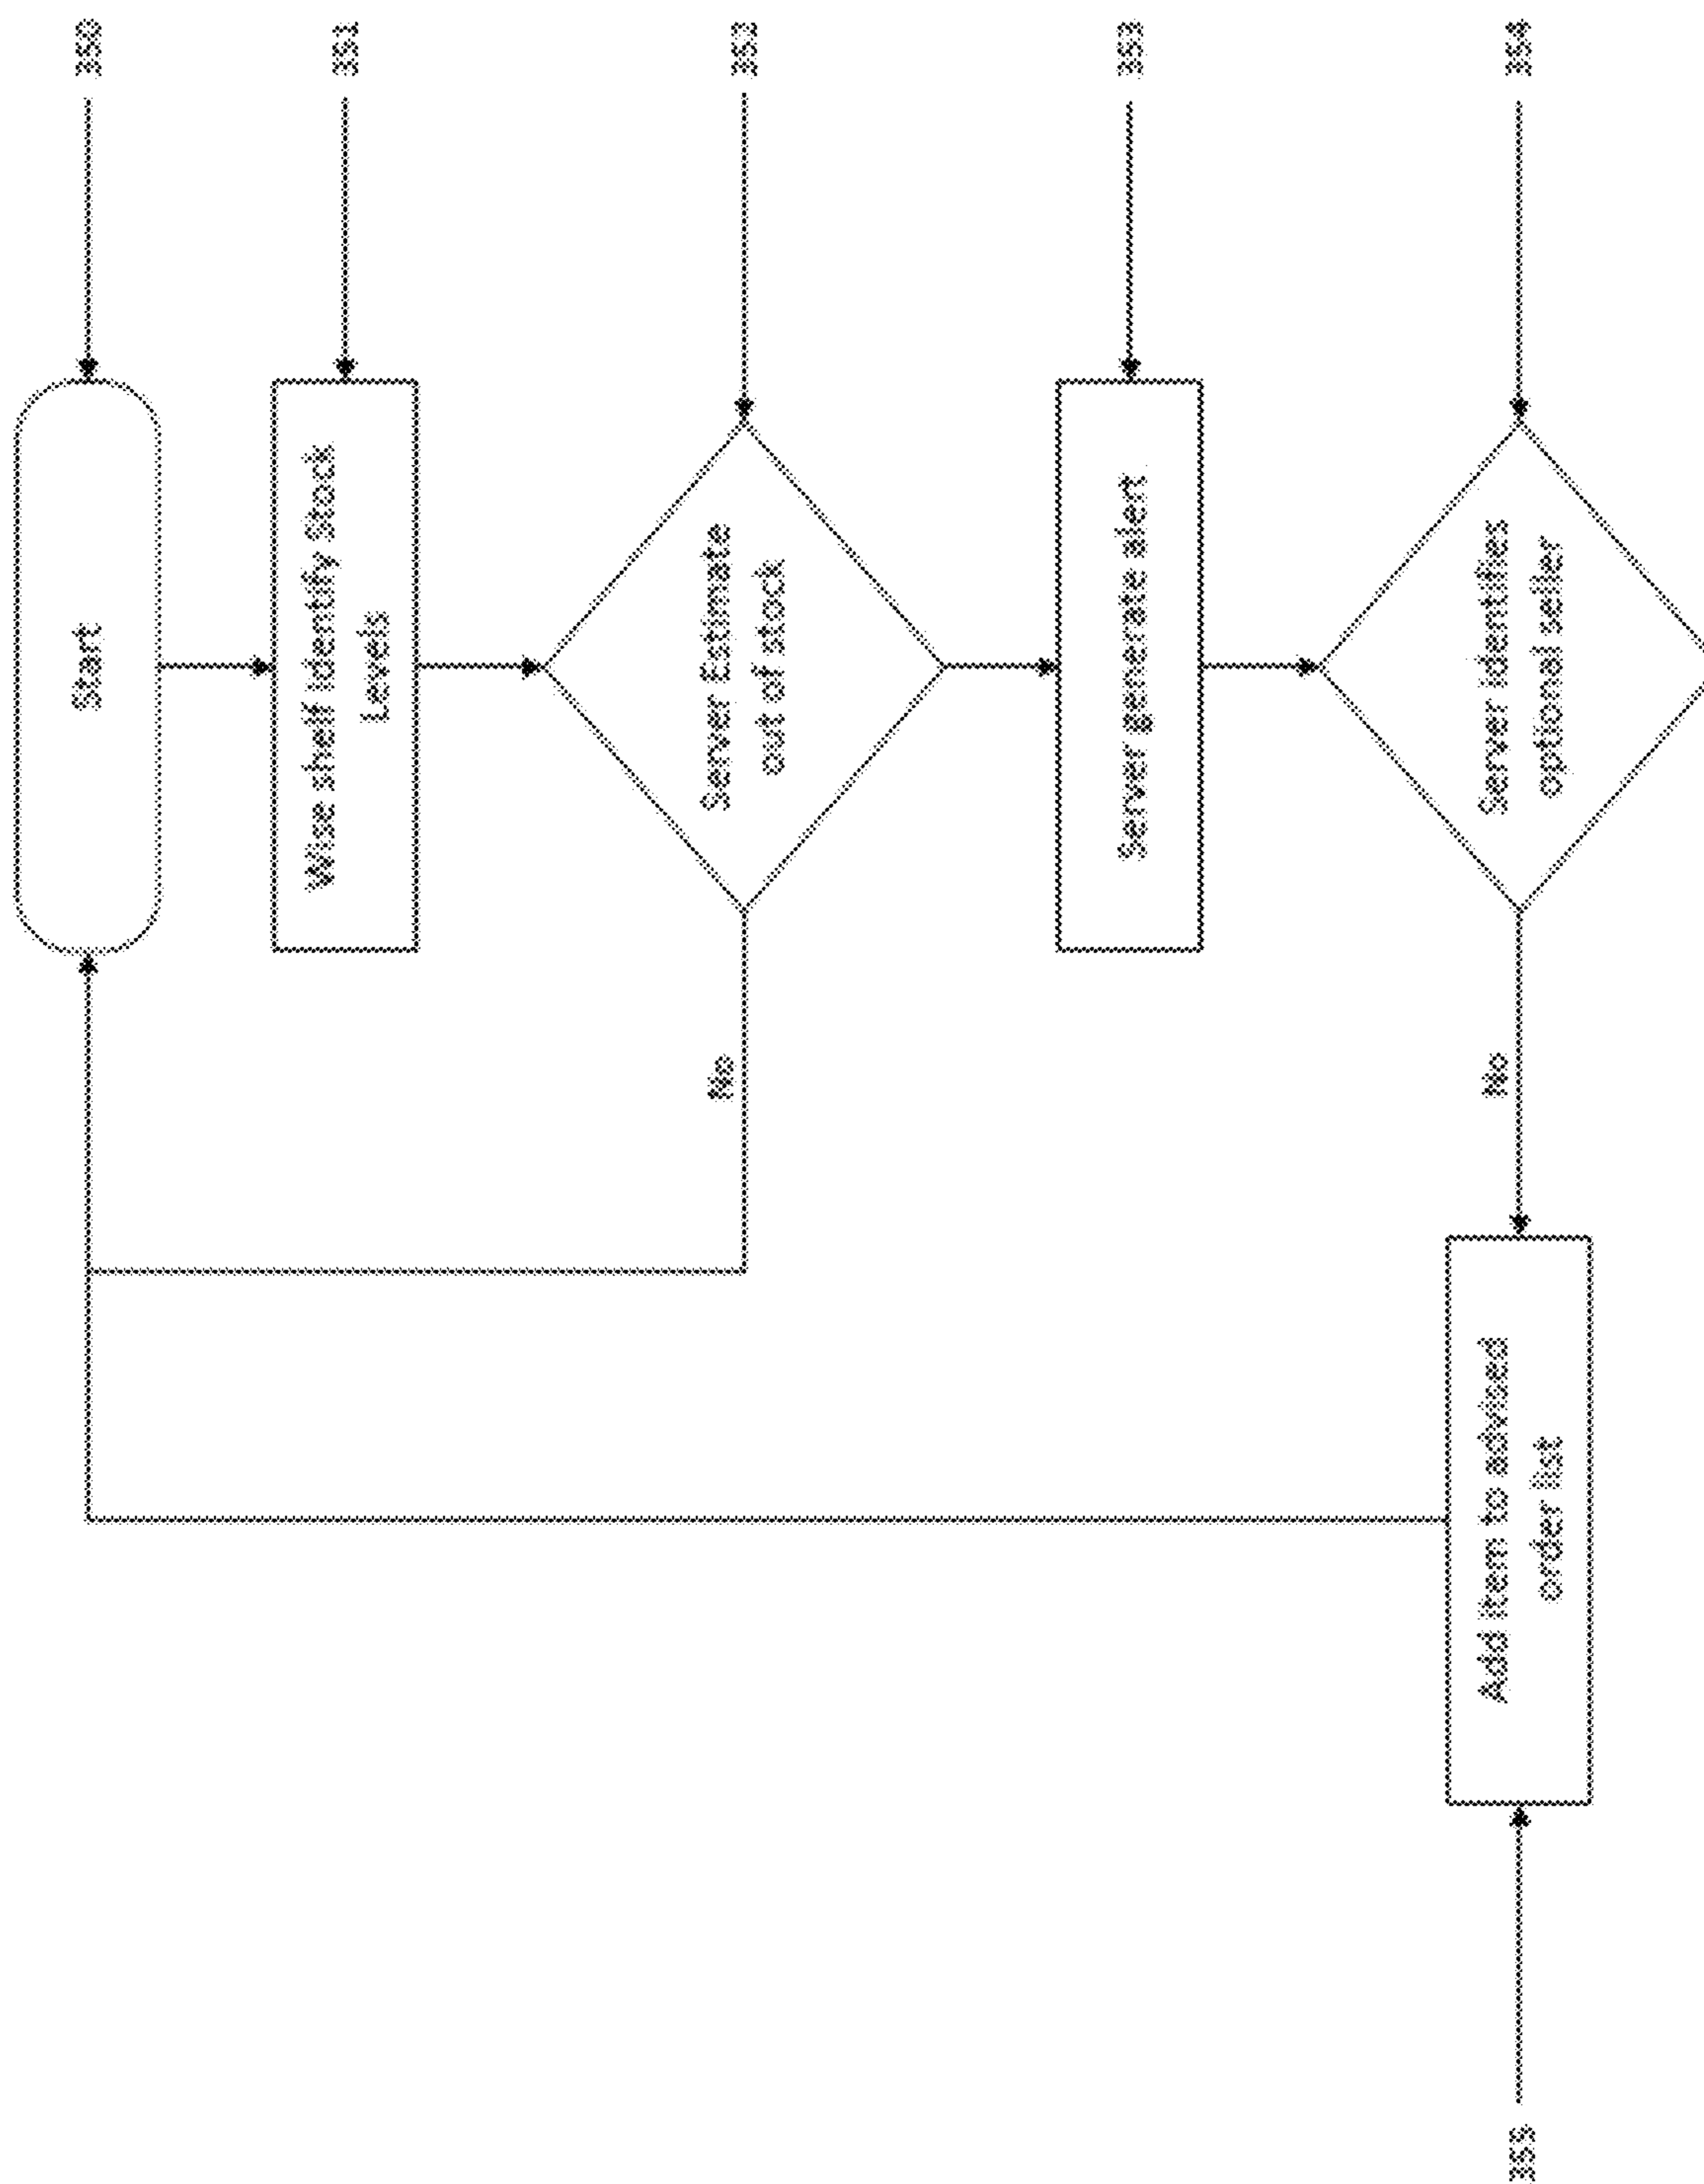 Start
350
Wise shelf identify Stock
Levels
351
Server Estimate
out of stock
352
No
Server generate alert
353
Server identifies
optional seller
354
No
Add item to advised
order list
355